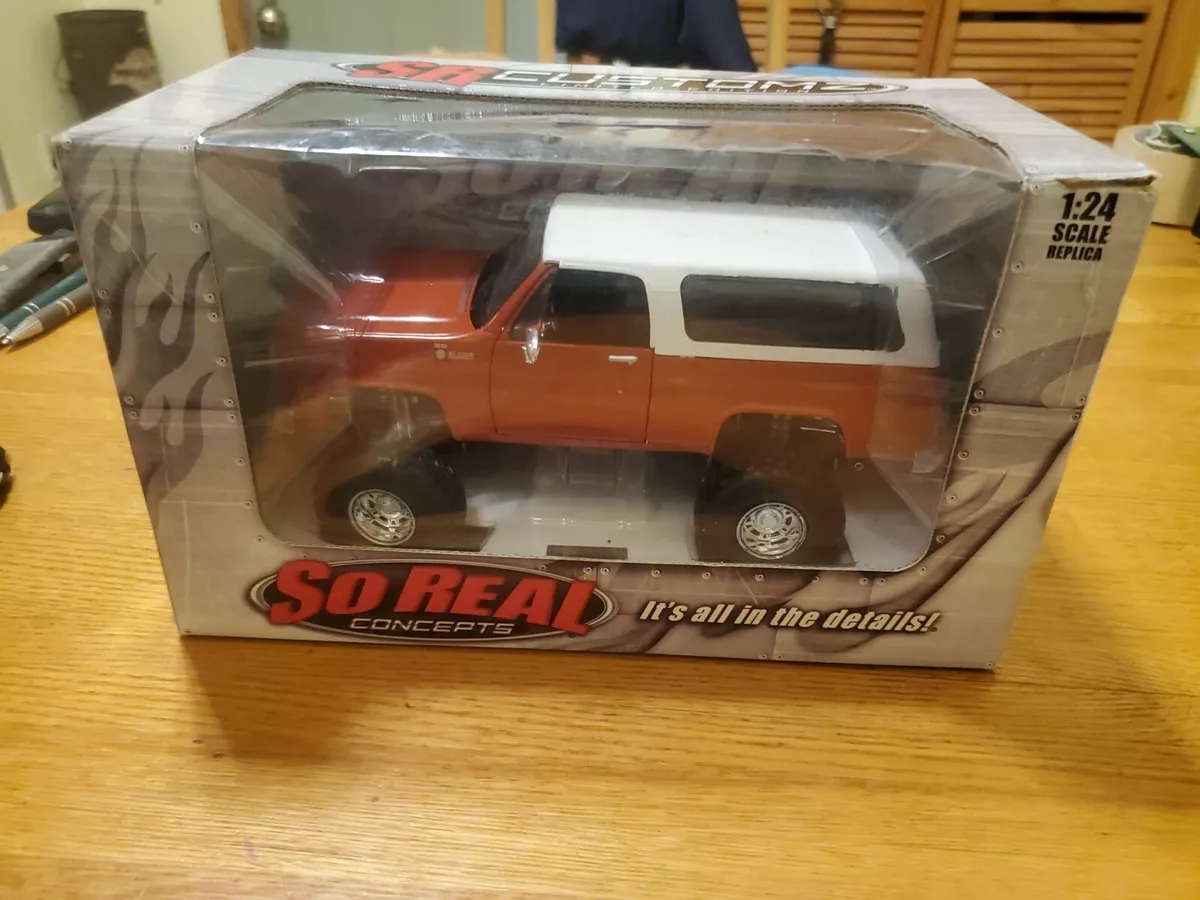 SR CUSTOMZ
1:24
SCALE
REPLICA
BLAZER
SO REAL
CONCEPTS
It's all in the details!